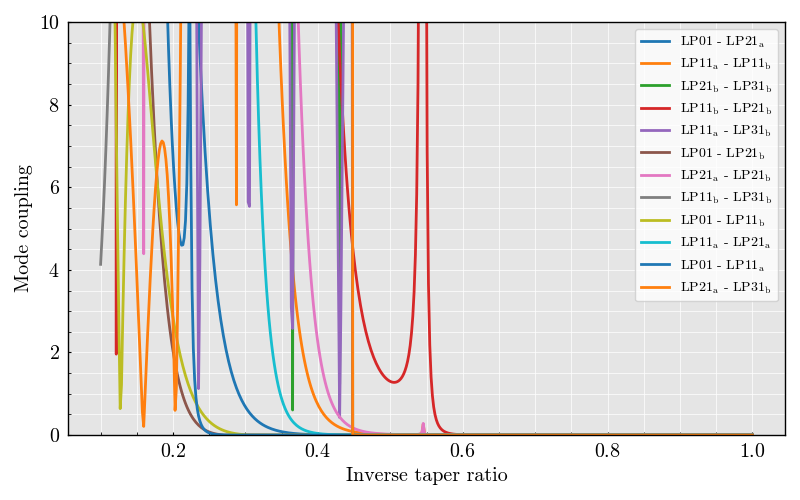 10
8
6
4
2
0
Mode coupling
0.2
0.4
0.6
0.8
1.0
Inverse taper ratio
LP01 - LP21a
LP11a - LP11b
LP21b - LP31b
LP11b - LP21b
LP11a - LP31b
LP01 - LP21b
LP21a - LP21b
LP11b - LP31b
LP01 - LP11b
LP11a - LP21a
LP01 - LP11a
LP21a - LP31b